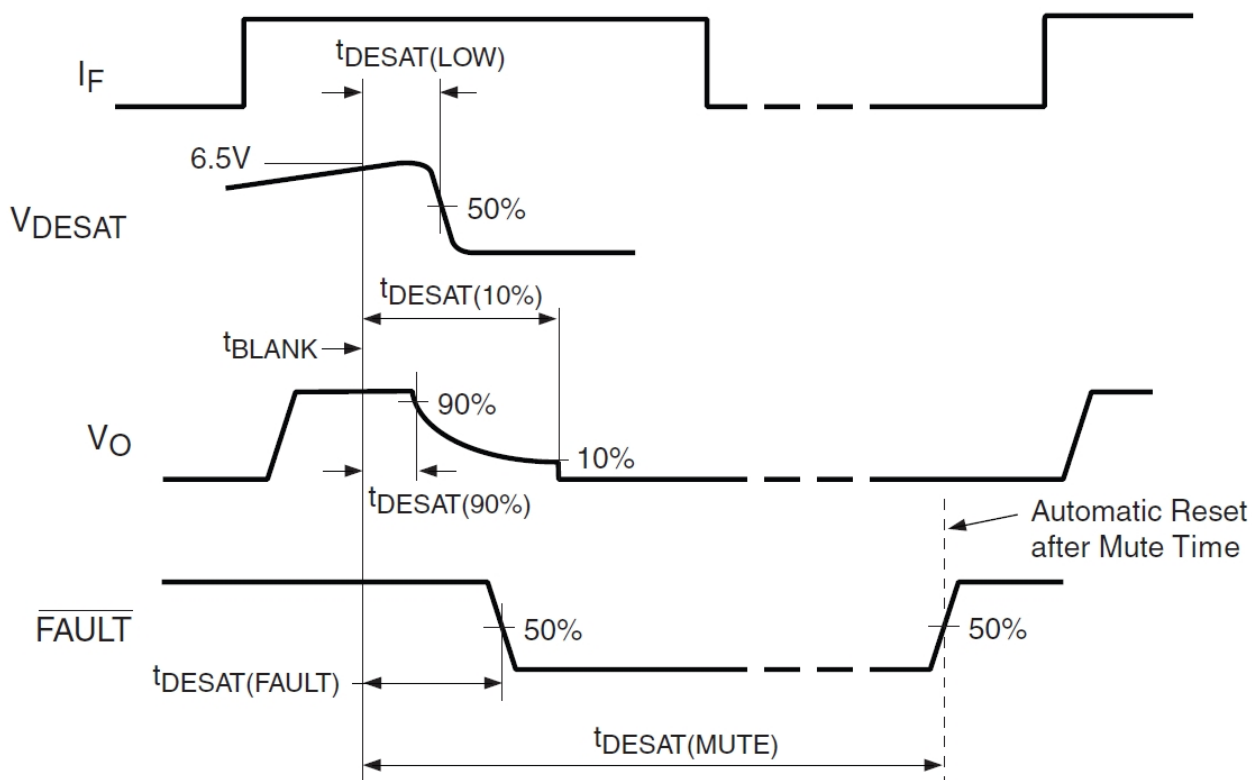 tDESAT(LOW)
IF
6.5V
50%
VDESAT
tDESAT(10%)
tBLANK
90%
VO
10%
tDESAT(90%)
Automatic Reset
after Mute Time
FAULT
50%
50%
tDESAT(FAULT)
tDESAT(MUTE)